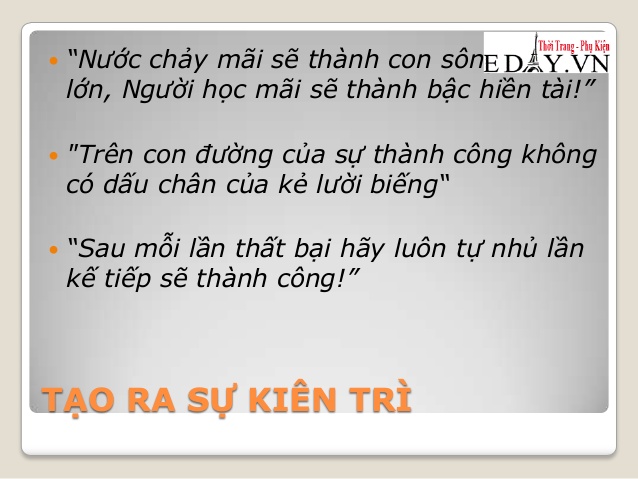 “Nước chảy mãi sẽ thành con sôn
Thời Trang - Phụ Kiện
EDAY.VN
lớn, Người học mãi sẽ thành bậc hiền tài!”
"Trên con đường của sự thành công không
có dấu chân của kẻ lười biếng“
“Sau mỗi lần thất bại hãy luôn tự nhủ lần
kế tiếp sẽ thành công!”
TẠO RA SỰ KIÊN TRÌ